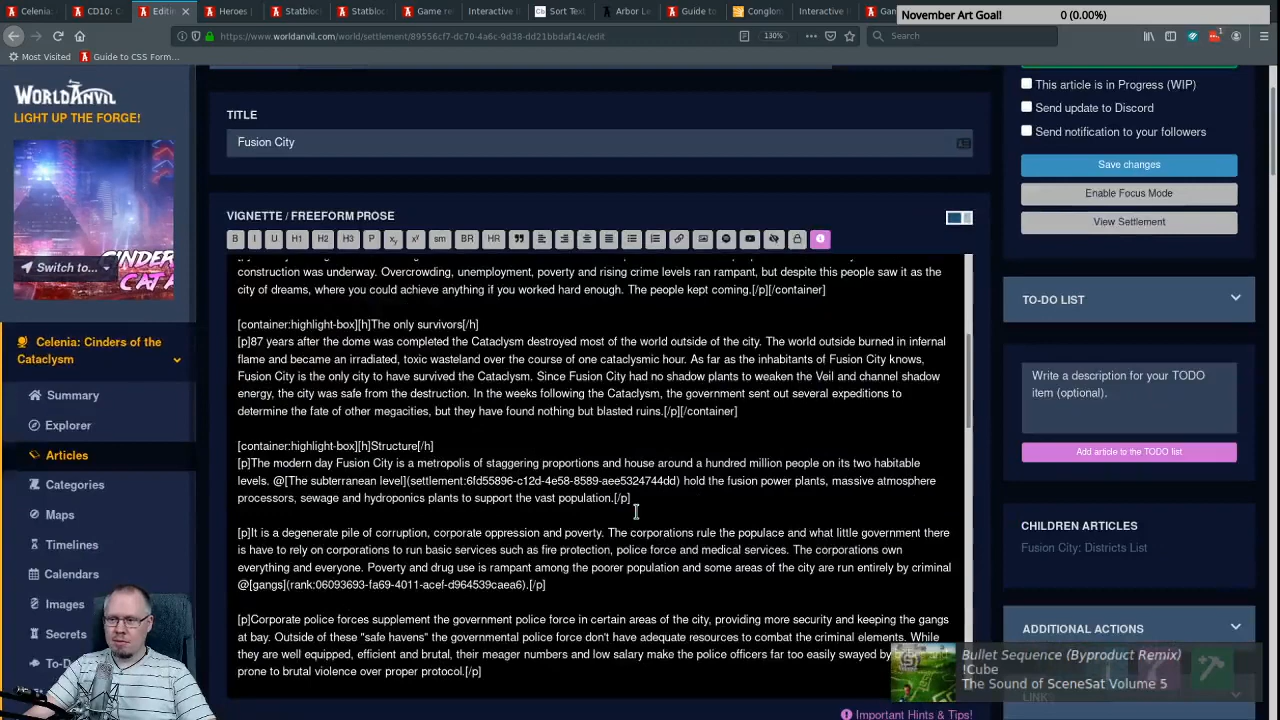 Celenia:
CD10: C
Editin
Heroes |
Statblo
Statblo
Game re
Interactive
Sort Text
Arbor Le
Guide to
Conglom
Interactive
Gam
November Art Goal!
0 (0.00%)
https://www.worldanvil.com/world/settlement/89556cf7-dc70-4a6c-9d38-dd21bbdaf14c/edit
130%
Search
Most Visited
Guide to CSS Form...
WORLDANVIL
LIGHT UP THE FORGE!
CINDER
CAT
Switch to...
Celenia: Cinders of the
Cataclysm
Summary
Explorer
Articles
Categories
Maps
Timelines
Calendars
Images
Secrets
To-D
TITLE
Fusion City
VIGNETTE / FREEFORM PROSE
B I U H1 H2 H3 P xy xy sm BR HR
construction was underway. Overcrowding, unemployment, poverty and rising crime levels ran rampant, but despite this people saw it as the
city of dreams, where you could achieve anything if you worked hard enough. The people kept coming.[/p][/container]
[container:highlight-box][h]The only survivors[/h]
[p]87 years after the dome was completed the Cataclysm destroyed most of the world outside of the city. The world outside burned in infernal
flame and became an irradiated, toxic wasteland over the course of one cataclysmic hour. As far as the inhabitants of Fusion City knows,
Fusion City is the only city to have survived the Cataclysm. Since Fusion City had no shadow plants to weaken the Veil and channel shadow
energy, the city was safe from the destruction. In the weeks following the Cataclysm, the government sent out several expeditions to
determine the fate of other megacities, but they have found nothing but blasted ruins.[/p][/container]
[container:highlight-box][h]Structure[/h]
[p]The modern day Fusion City is a metropolis of staggering proportions and house around a hundred million people on its two habitable
levels. @[The subterranean level](settlement:6fd55896-c12d-4e58-8589-aee5324744dd) hold the fusion power plants, massive atmosphere
processors, sewage and hydroponics plants to support the vast population.[/p]
[p]It is a degenerate pile of corruption, corporate oppression and poverty. The corporations rule the populace and what little government there
is have to rely on corporations to run basic services such as fire protection, police force and medical services. The corporations own
everything and everyone. Poverty and drug use is rampant among the poorer population and some areas of the city are run entirely by criminal
@[gangs](rank:06093693-fa69-4011-acef-d964539caea6).[/p]
[p]Corporate police forces supplement the government police force in certain areas of the city, providing more security and keeping the gangs
at bay. Outside of these "safe havens" the governmental police force don't have adequate resources to combat the criminal elements. While
they are well equipped, efficient and brutal, their meager numbers and low salary make the police officers far too easily swayed by
prone to brutal violence over proper protocol.[/p]
Important Hints & Tips!
This article is in Progress (WIP)
Send update to Discord
Send notification to your followers
Save changes
Enable Focus Mode
View Settlement
TO-DO LIST
Write a description for your TODO
item (optional),
Add article to the TODO list
CHILDREN ARTICLES
Fusion City: Districts List
ADDITIONAL ACTIONS
Bullet Sequence (Byproduct Remix)
!Cube
The Sound of SceneSat Volume 5
LINK